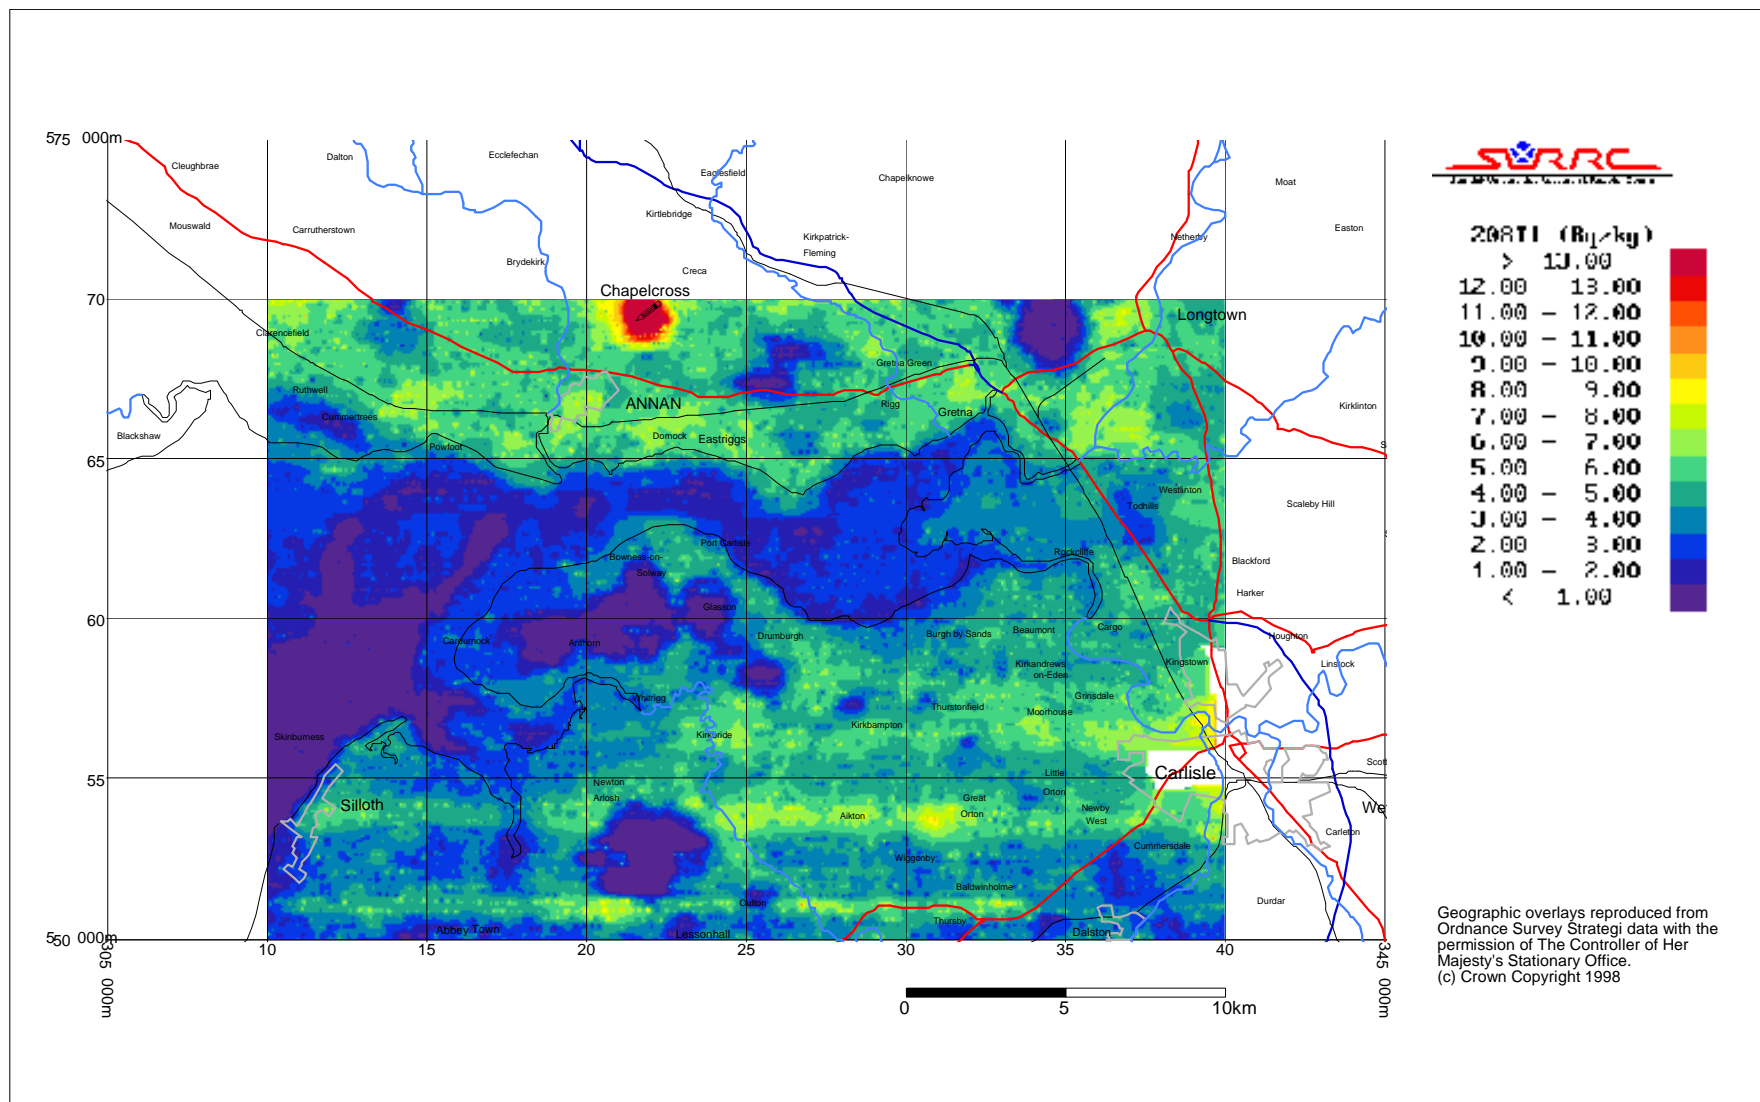 575 000m
Cleughbrae
Dalton
Ecclefechan
Eaglesfield
Chapelknowe
Moat
Mouswald
Carrutherstown
Kirtlebridge
Kirkpatrick-
Fleming
Netherby
Easton
Brydekirk
Creca
70
Chapelcross
Longtown
Clarencefield
Gretna Green
Ruthwell
Cummertrees
ANNAN
Rigg
Gretna
Kirklinton
Blackshaw
Powfoot
Dornock
Eastriggs
S
65
Westlinton
Todhills
Scaleby Hill
Port Carlisle
Bowness-on-
Solway
Rockcliffe
Blackford
Harker
Glasson
60
Cardurnock
Anthorn
Drumburgh
Burgh by Sands
Beaumont
Cargo
Houghton
Kirkandrews
on-Eden
Kingstown
Linstock
Whitrigg
Grinsdale
Thurstonfield
Moorhouse
Skinburness
Kirkbride
Kirkbampton
Scott
55
Newton
Arlosh
Little
Orton
Carlisle
Silloth
Great
Orton
Newby
West
We
Aikton
Carleton
Wiggonby
Cummersdale
Baldwinholme
Oulton
Durdar
Abbey Town
Lessonhall
Thursby
Dalston
550 000m
305 000m
10
15
20
25
30
35
40
345 000m
0 5 10km
SURRC
208Tl (Bq/kg)
> 13.00
12.00 13.00
11.00 – 12.00
10.00 – 11.00
9.00 – 10.00
8.00 9.00
7.00 – 8.00
6.00 – 7.00
5.00 6.00
4.00 – 5.00
3.00 – 4.00
2.00 3.00
1.00 – 2.00
< 1.00
Geographic overlays reproduced from
Ordnance Survey Strategi data with the
permission of The Controller of Her
Majesty's Stationary Office.
(c) Crown Copyright 1998